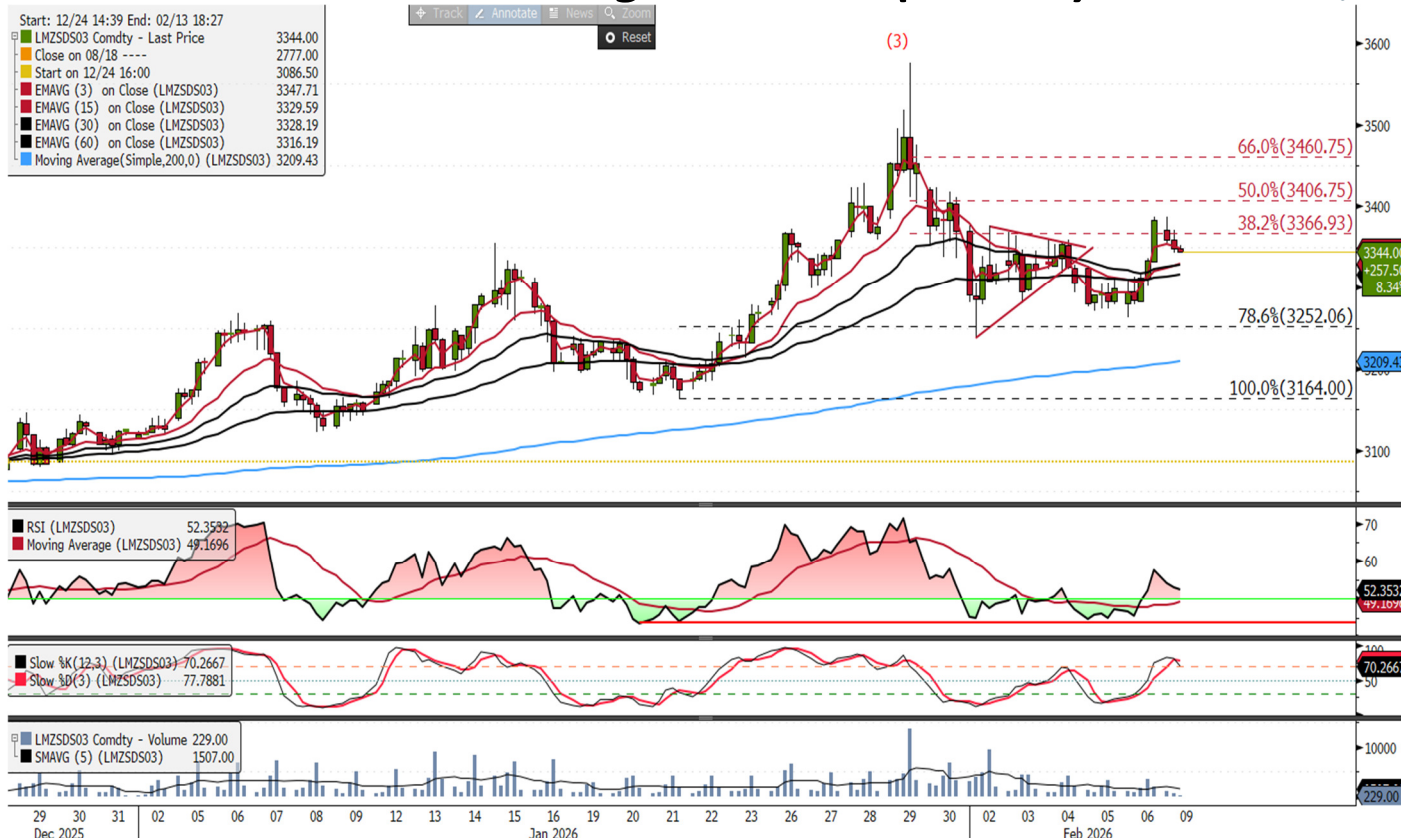 Start: 12/24 14:39 End: 02/13 18:27
LMZSDS03 Comdty - Last Price 3344.00
Close on 08/18 ---- 2777.00
Start on 12/24 16:00 3086.50
EMAVG (3) on Close (LMZSDS03) 3347.71
EMAVG (15) on Close (LMZSDS03) 3329.59
EMAVG (30) on Close (LMZSDS03) 3328.19
EMAVG (60) on Close (LMZSDS03) 3316.19
Moving Average(Simple,200,0) (LMZSDS03) 3209.43
Track Annotate News Zoom
Reset
(3)
3600
3500
66.0%(3460.75)
50.0%(3406.75)
3400
38.2%(3366.93)
3344.00
+257.50
8.34%
78.6%(3252.06)
3209.43
100.0%(3164.00)
3100
RSI (LMZSDS03) 52.3532
Moving Average (LMZSDS03) 49.1696
70
60
52.3532
49.1696
Slow %K(12,3) (LMZSDS03) 70.2667
Slow %D(3) (LMZSDS03) 77.7881
100
70.2667
50
LMZSDS03 Comdty - Volume 229.00
SMAVG (5) (LMZSDS03) 1507.00
10000
229.00
29 30 31 02 05 06 07 08 09 12 13 14 15 16 19 20 21 22 23 26 27 28 29 30 02 03 04 05 06 09
Dec 2025 Jan 2026 Feb 2026